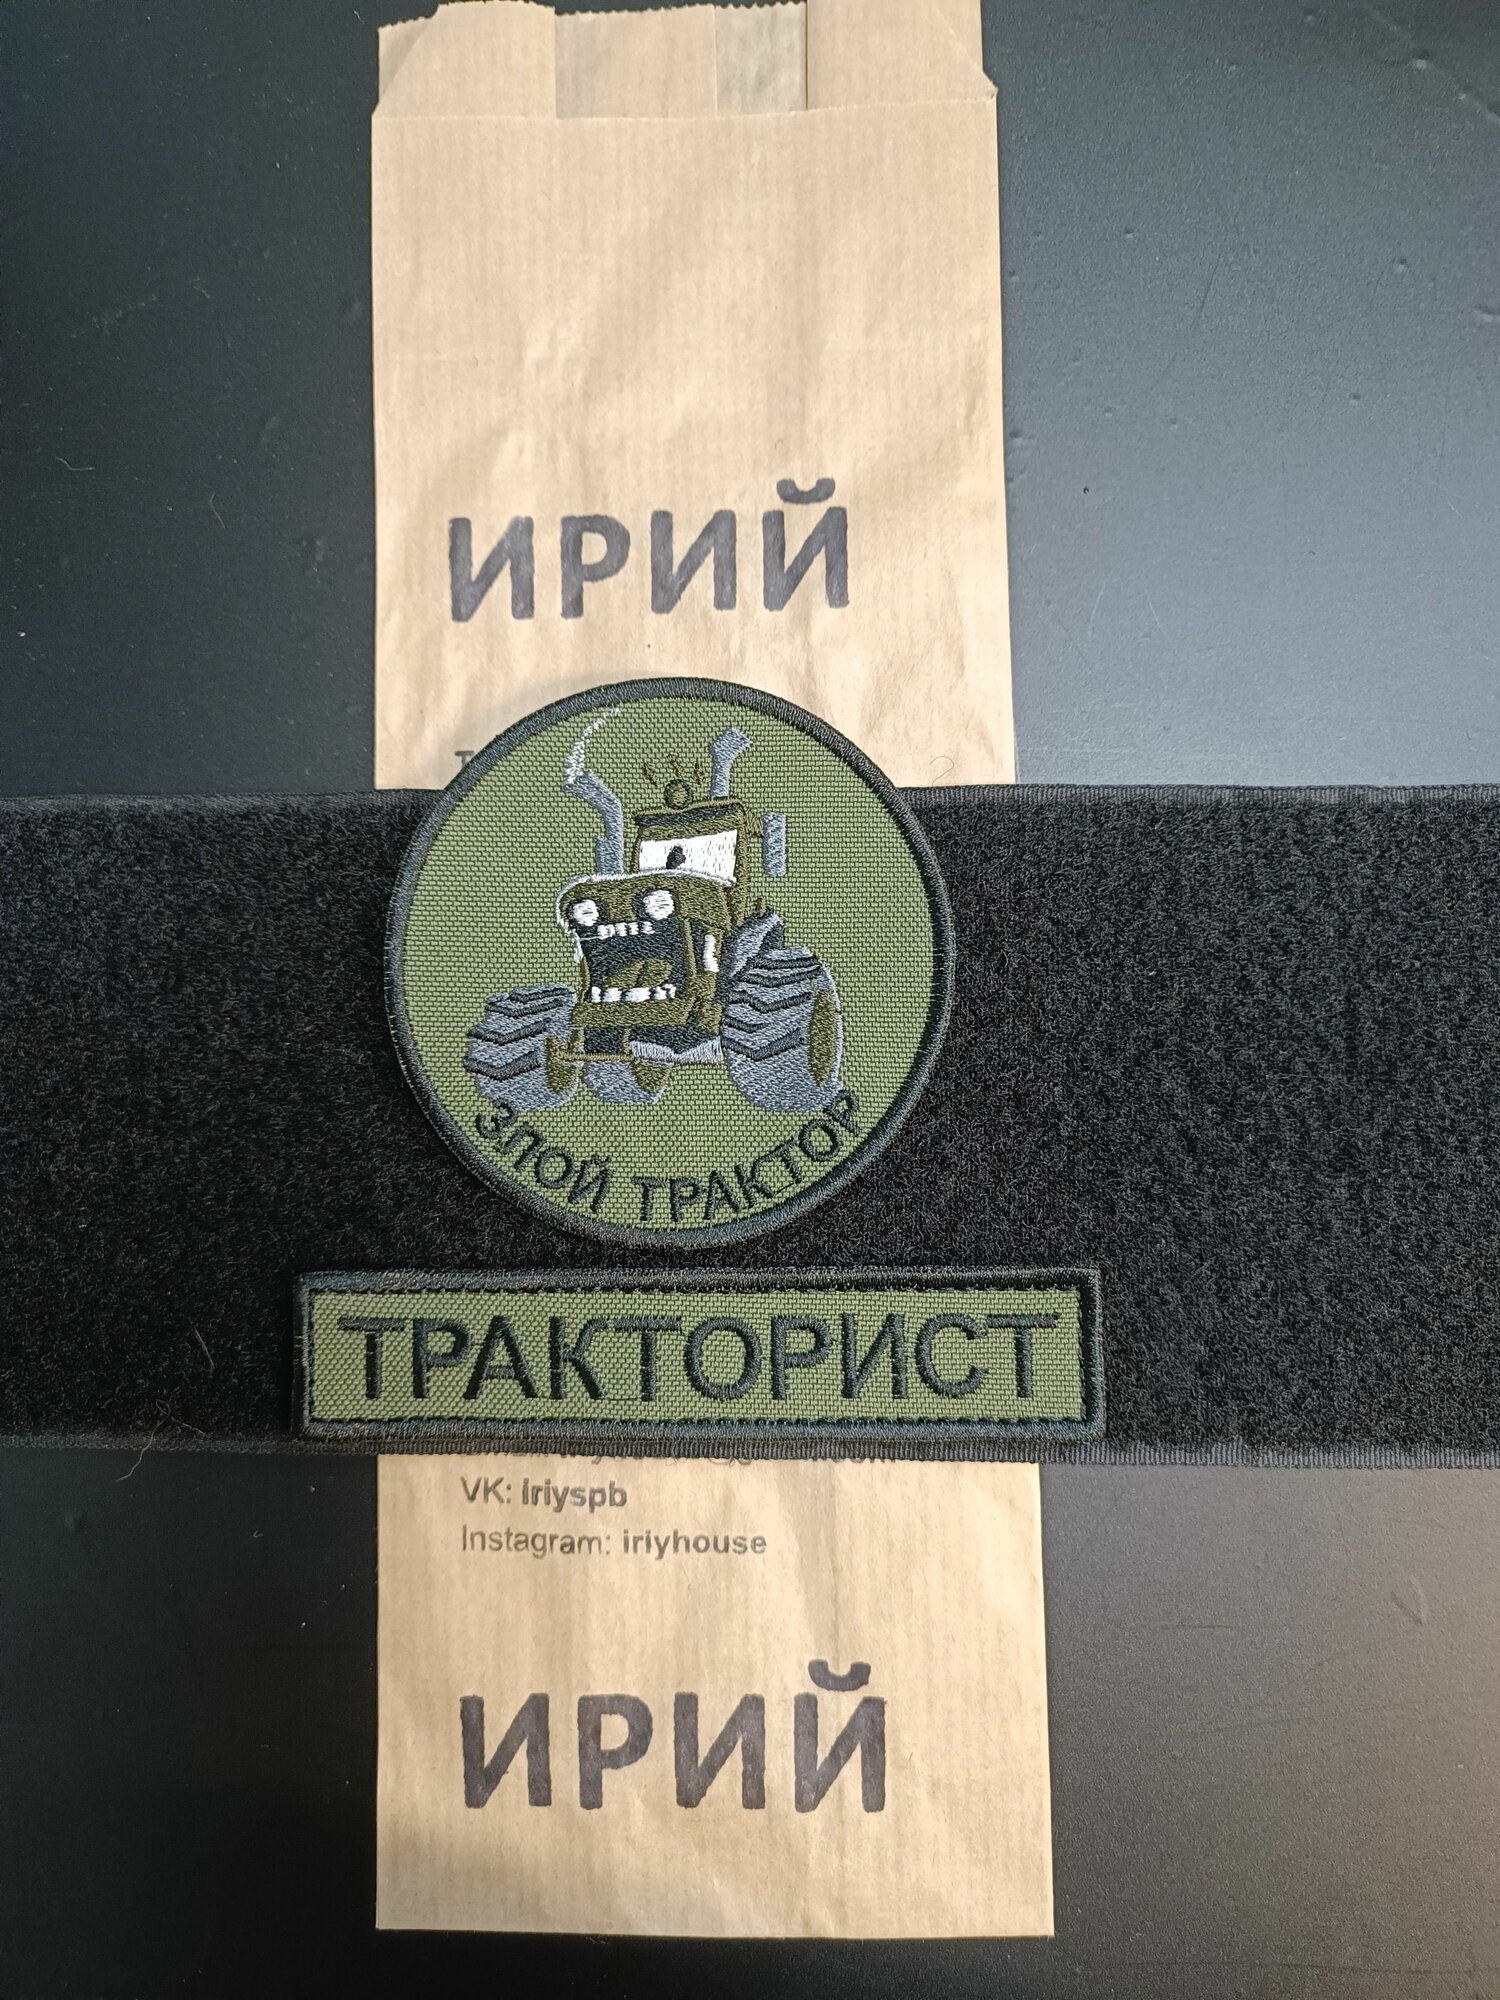 ИРИЙ
ЗЛОЙ ТРАКТОР
ТРАКТОРИСТ
VK: iriyspb
Instagram: iriyhouse
ИРИЙ